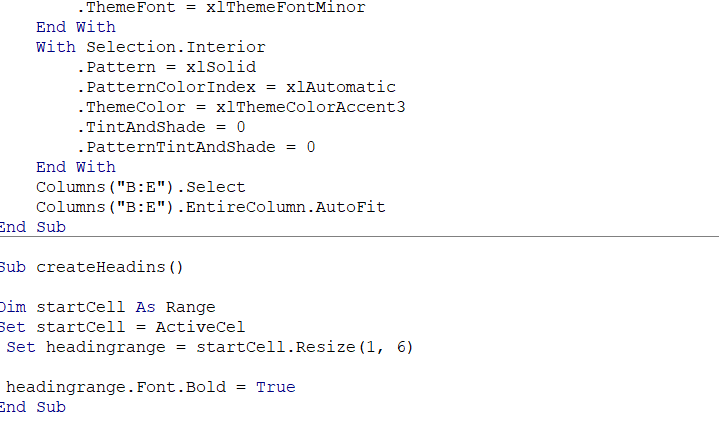 .ThemeFont = xlThemeFontMinor
End With
With Selection.Interior
.Pattern = xlSolid
.PatternColorIndex = xlAutomatic
.ThemeColor = xlThemeColorAccent3
.TintAndShade = 0
.PatternTintAndShade = 0
End With
Columns("B:E").Select
Columns("B:E").EntireColumn.AutoFit
End Sub
Sub createHeadins()
Dim startCell As Range
Set startCell = ActiveCel
Set headingrange = startCell.Resize(1, 6)
headingrange.Font.Bold = True
End Sub